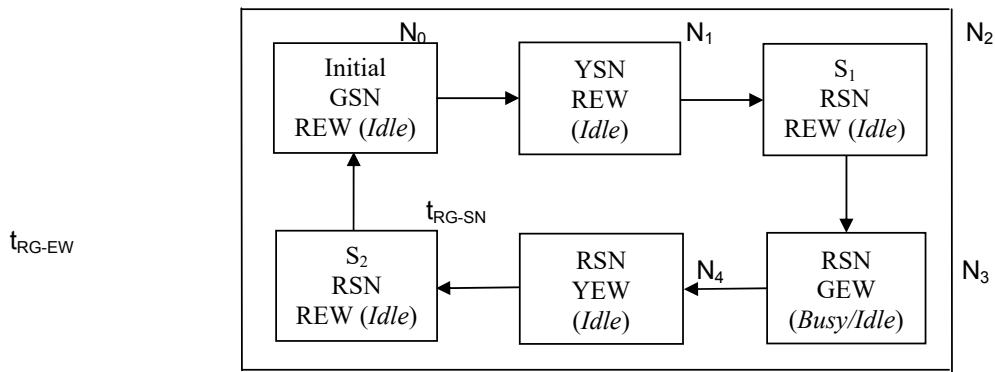 N₀
N₁
N₂
Initial
GSN
REW (Idle)
YSN
REW
(Idle)
S₁
RSN
REW (Idle)
tRG-SN
tRG-EW
S₂
RSN
REW (Idle)
RSN
YEW
(Idle)
N₄
RSN
GEW
(Busy/Idle)
N₃